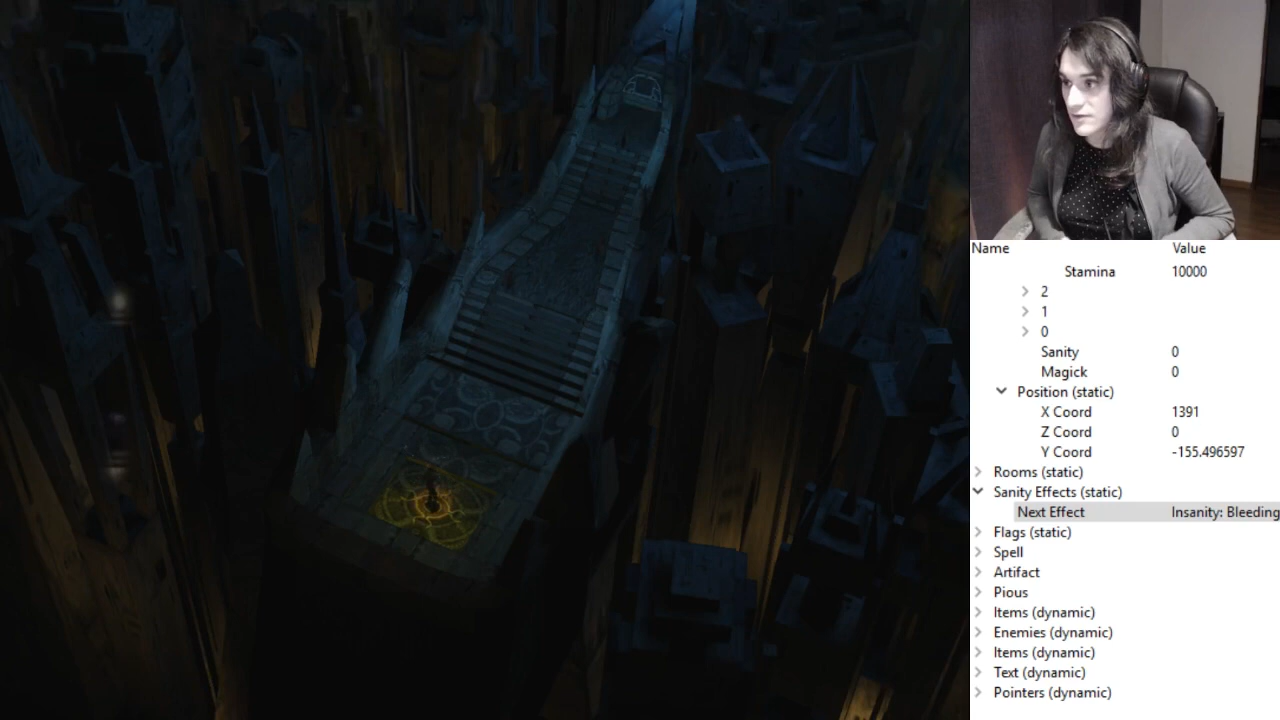 Name Value
Stamina 10000
2
1
0
Sanity 0
Magick 0
Position (static)
X Coord 1391
Z Coord 0
Y Coord -155.496597
Rooms (static)
Sanity Effects (static)
Next Effect Insanity: Bleeding
Flags (static)
Spell
Artifact
Pious
Items (dynamic)
Enemies (dynamic)
Items (dynamic)
Text (dynamic)
Pointers (dynamic)